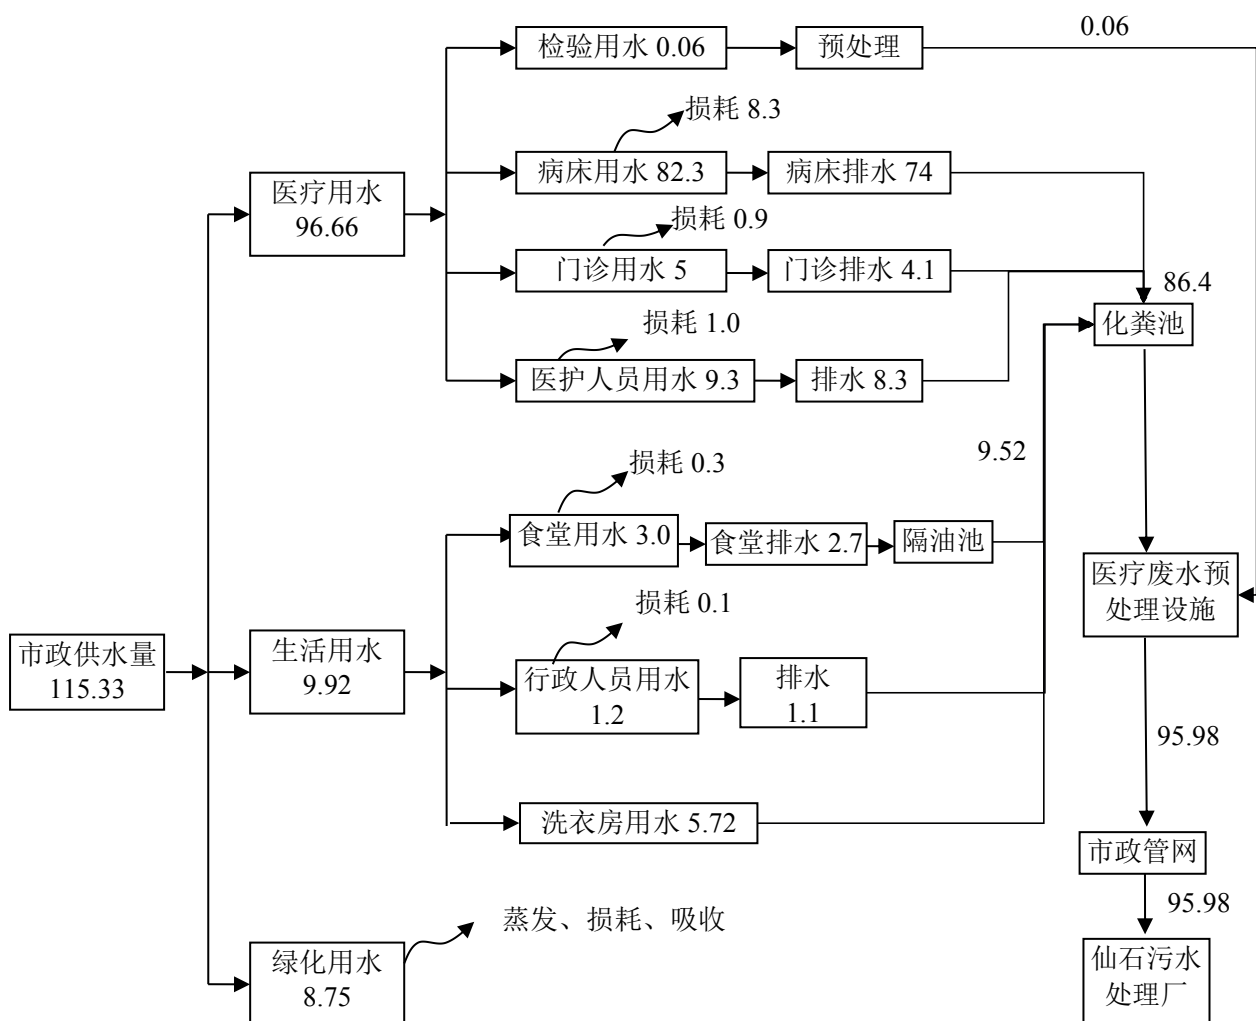 0.06
检验用水 0.06
预处理
损耗 8.3
病床用水 82.3
病床排水 74
医疗用水
96.66
损耗 0.9
门诊用水 5
门诊排水 4.1
86.4
化粪池
损耗 1.0
医护人员用水 9.3
排水 8.3
9.52
损耗 0.3
食堂用水 3.0
食堂排水 2.7
隔油池
医疗废水预
处理设施
损耗 0.1
市政供水量
115.33
生活用水
9.92
行政人员用水
1.2
排水
1.1
95.98
洗衣房用水 5.72
市政管网
95.98
蒸发、损耗、吸收
绿化用水
8.75
仙石污水
处理厂